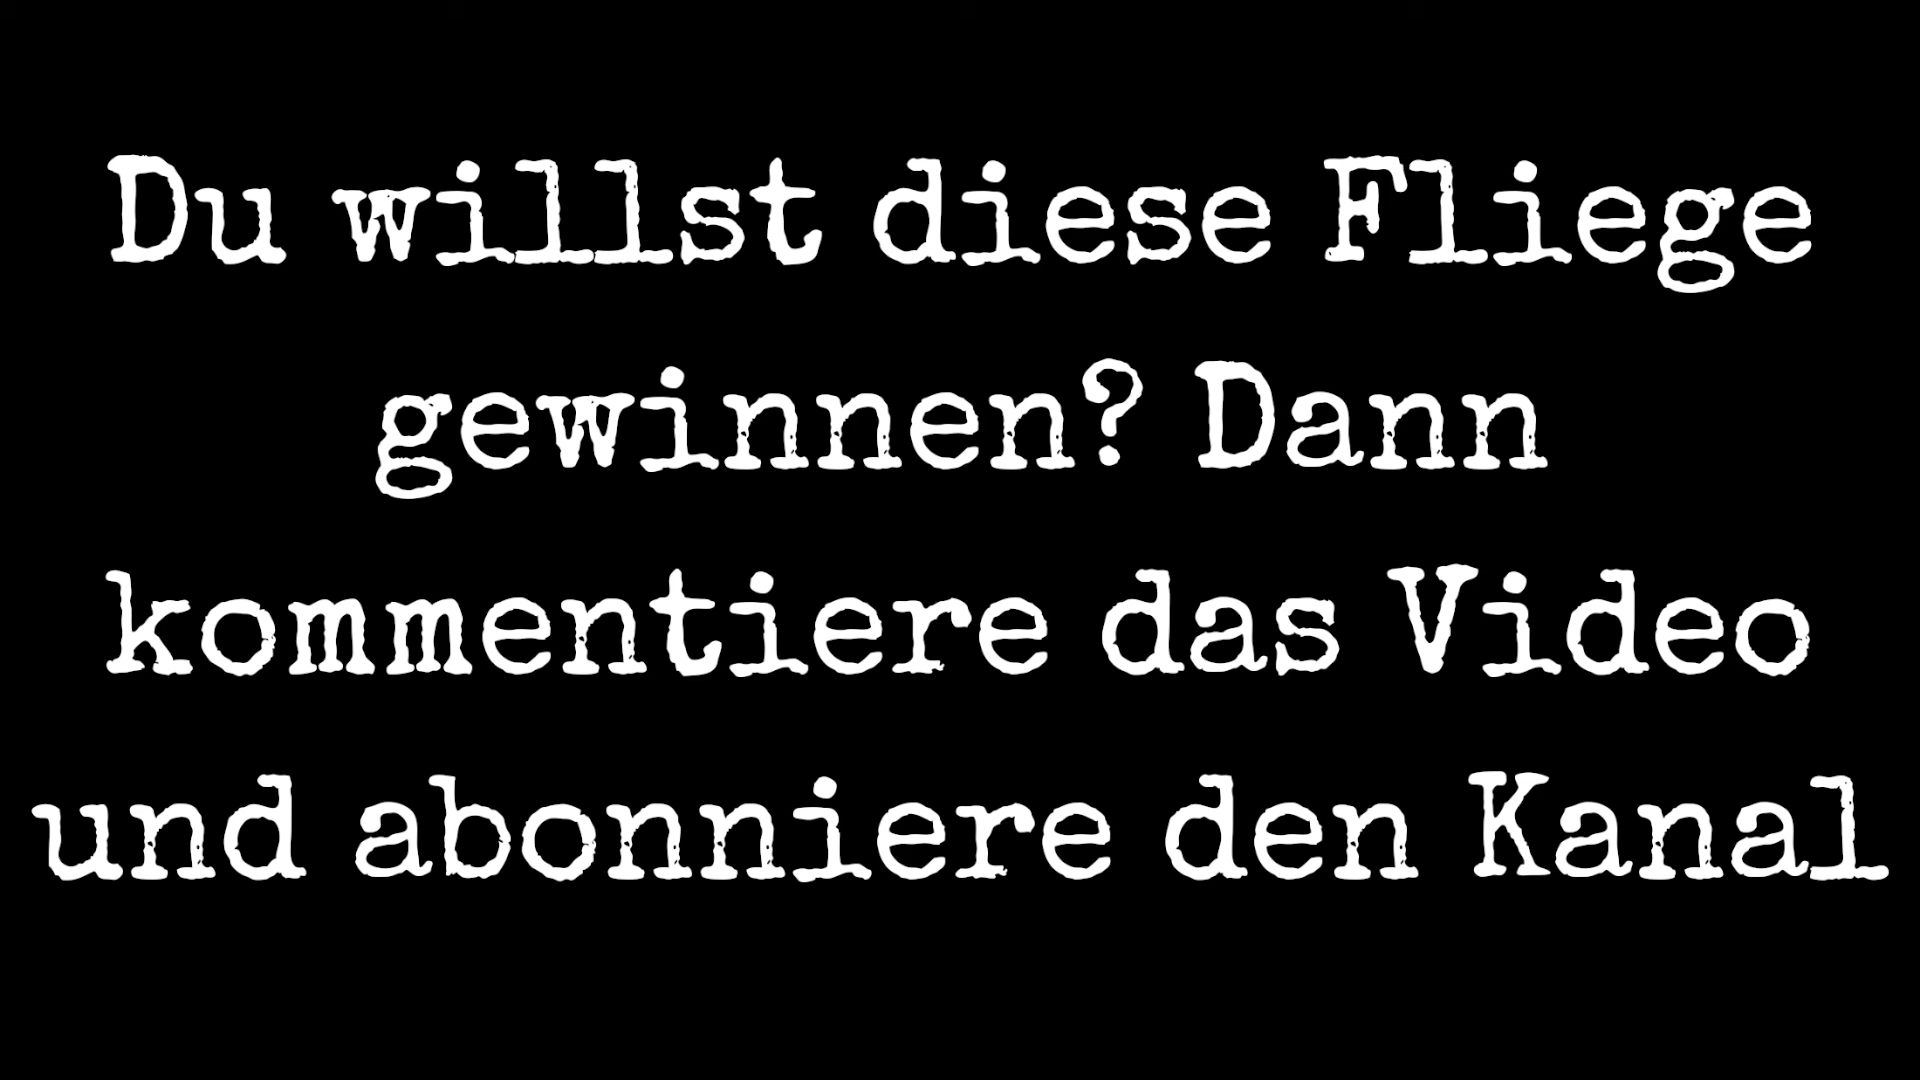 Du willst diese Fliege
gewinnen? Dann
kommentiere das Video
und abonniere den Kanal